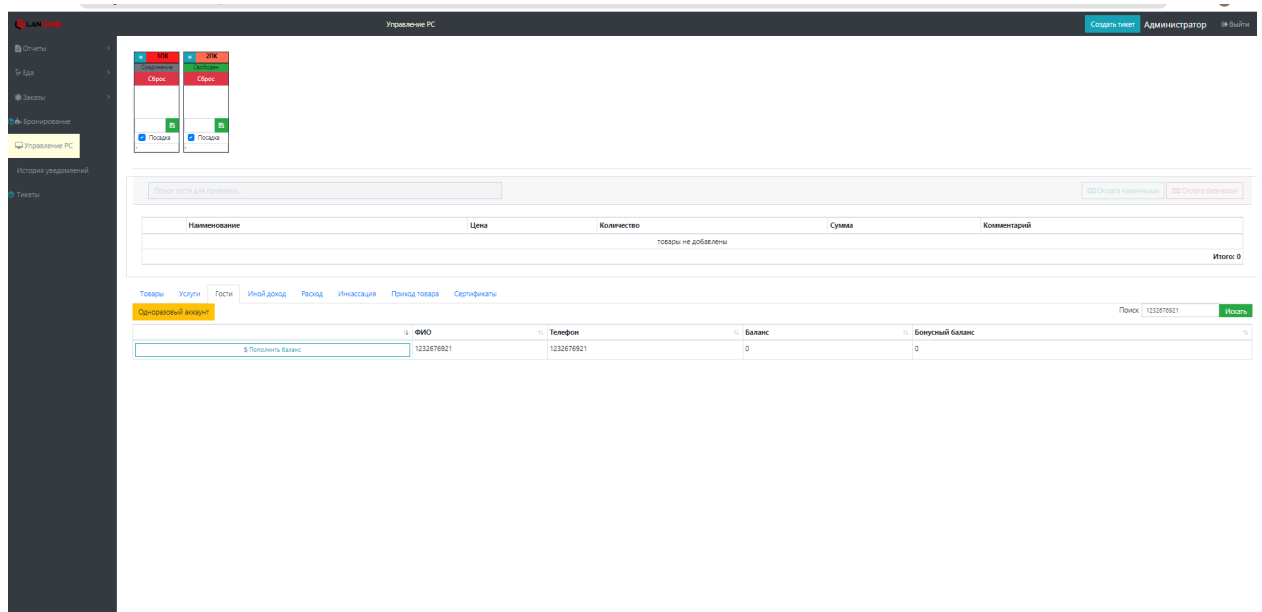 LANGAME Управление PC Создать тикет Администратор Выйти
Отчеты
Еда
Заказы
Бронирование
Управление PC
История уведомлений
Тикеты
1ПК 2ПК
Соединение Свободен
Сброс Сброс
Посадка Посадка
Поиск гостя для привязки... Оплата наличными Оплата безналом
Наименование Цена Количество Сумма Комментарий
товары не добавлены
Итого: 0
Товары Услуги Гости Иной доход Расход Инкассация Приход товара Сертификаты
Одноразовый аккаунт Поиск 1232676921 Искать
ФИО Телефон Баланс Бонусный баланс
$ Пополнить баланс 1232676921 1232676921 0 0